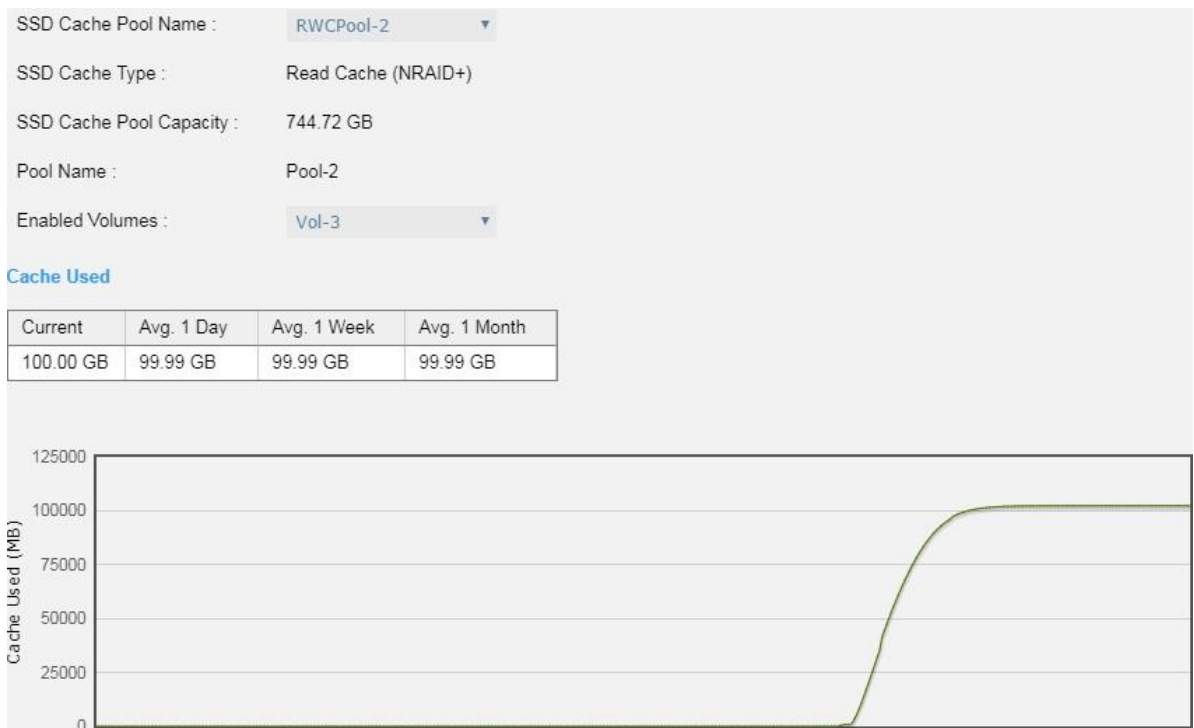 SSD Cache Pool Name : RWCPool-2
SSD Cache Type : Read Cache (NRAID+)
SSD Cache Pool Capacity : 744.72 GB
Pool Name : Pool-2
Enabled Volumes : Vol-3
Cache Used
Current Avg. 1 Day Avg. 1 Week Avg. 1 Month
100.00 GB 99.99 GB 99.99 GB 99.99 GB
Cache Used (MB)
125000
100000
75000
50000
25000
0